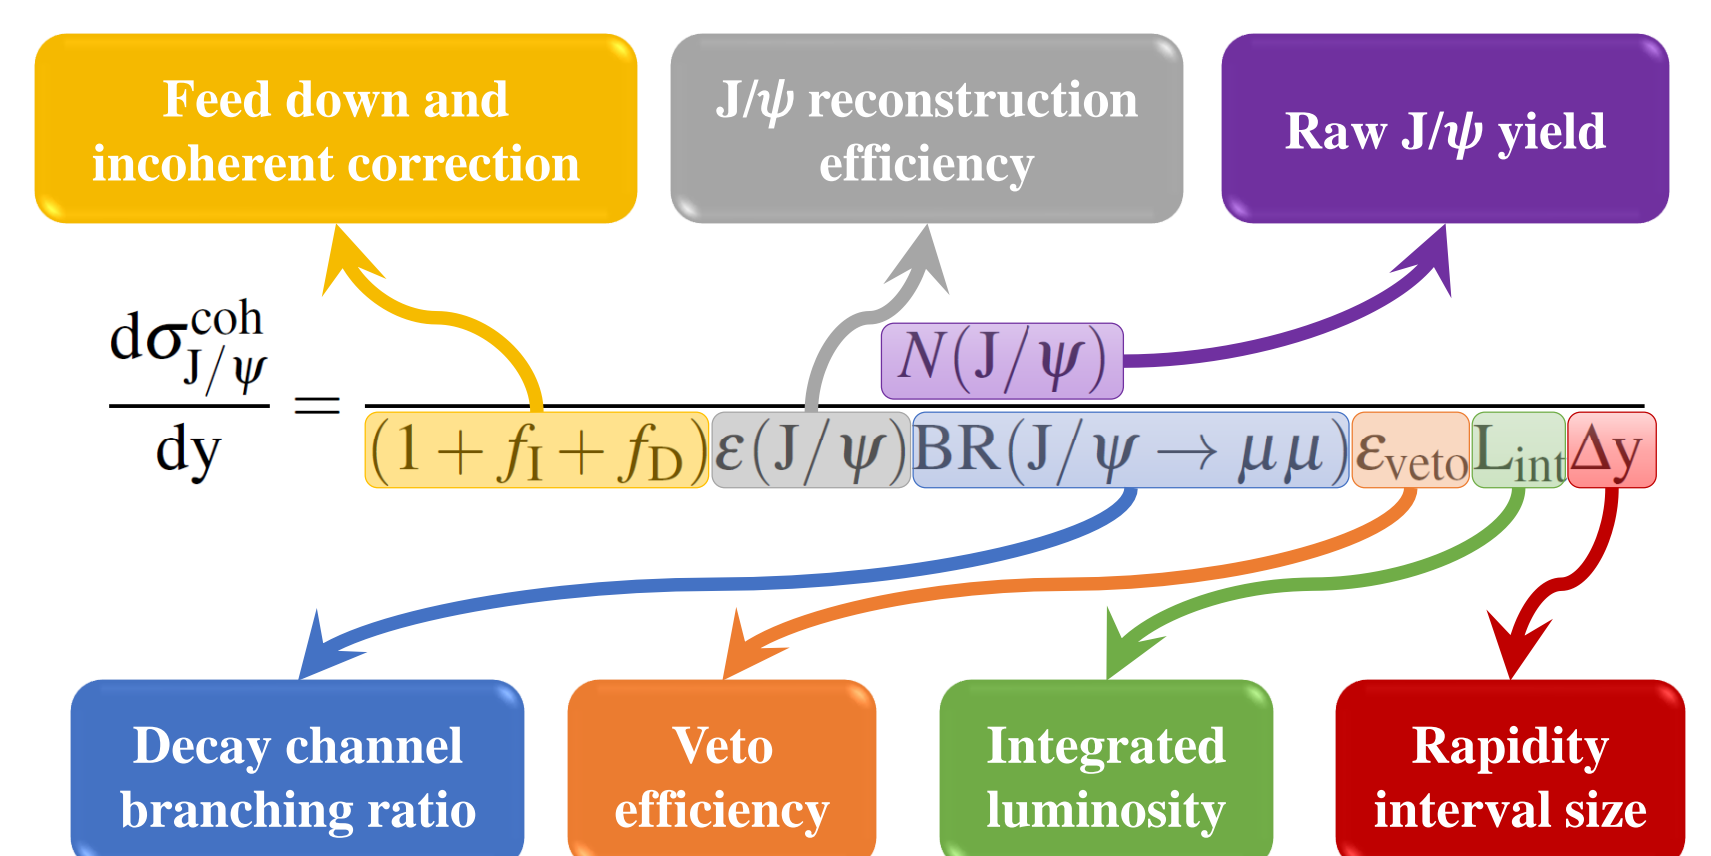 Feed down and
incoherent correction
J/ψ reconstruction
efficiency
Raw J/ψ yield
dσ^coh_J/ψ / dy = N(J/ψ) / (1 + f_I + f_D) ε(J/ψ) BR(J/ψ → μμ) ε_veto L_int Δy
Decay channel
branching ratio
Veto
efficiency
Integrated
luminosity
Rapidity
interval size